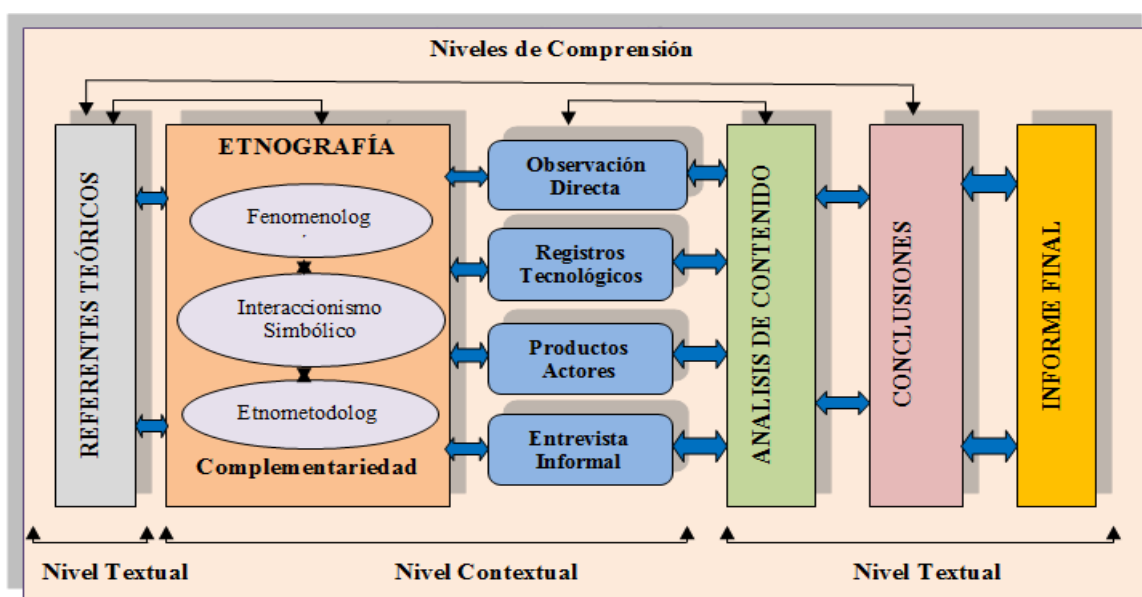 Niveles de Comprensión
REFERENTES TEÓRICOS
ETNOGRAFÍA
Fenomenolog
Interaccionismo
Simbólico
Etnometodolog
Complementariedad
Observación
Directa
Registros
Tecnológicos
Productos
Actores
Entrevista
Informal
ANALISIS DE CONTENIDO
CONCLUSIONES
INFORME FINAL
Nivel Textual
Nivel Contextual
Nivel Textual